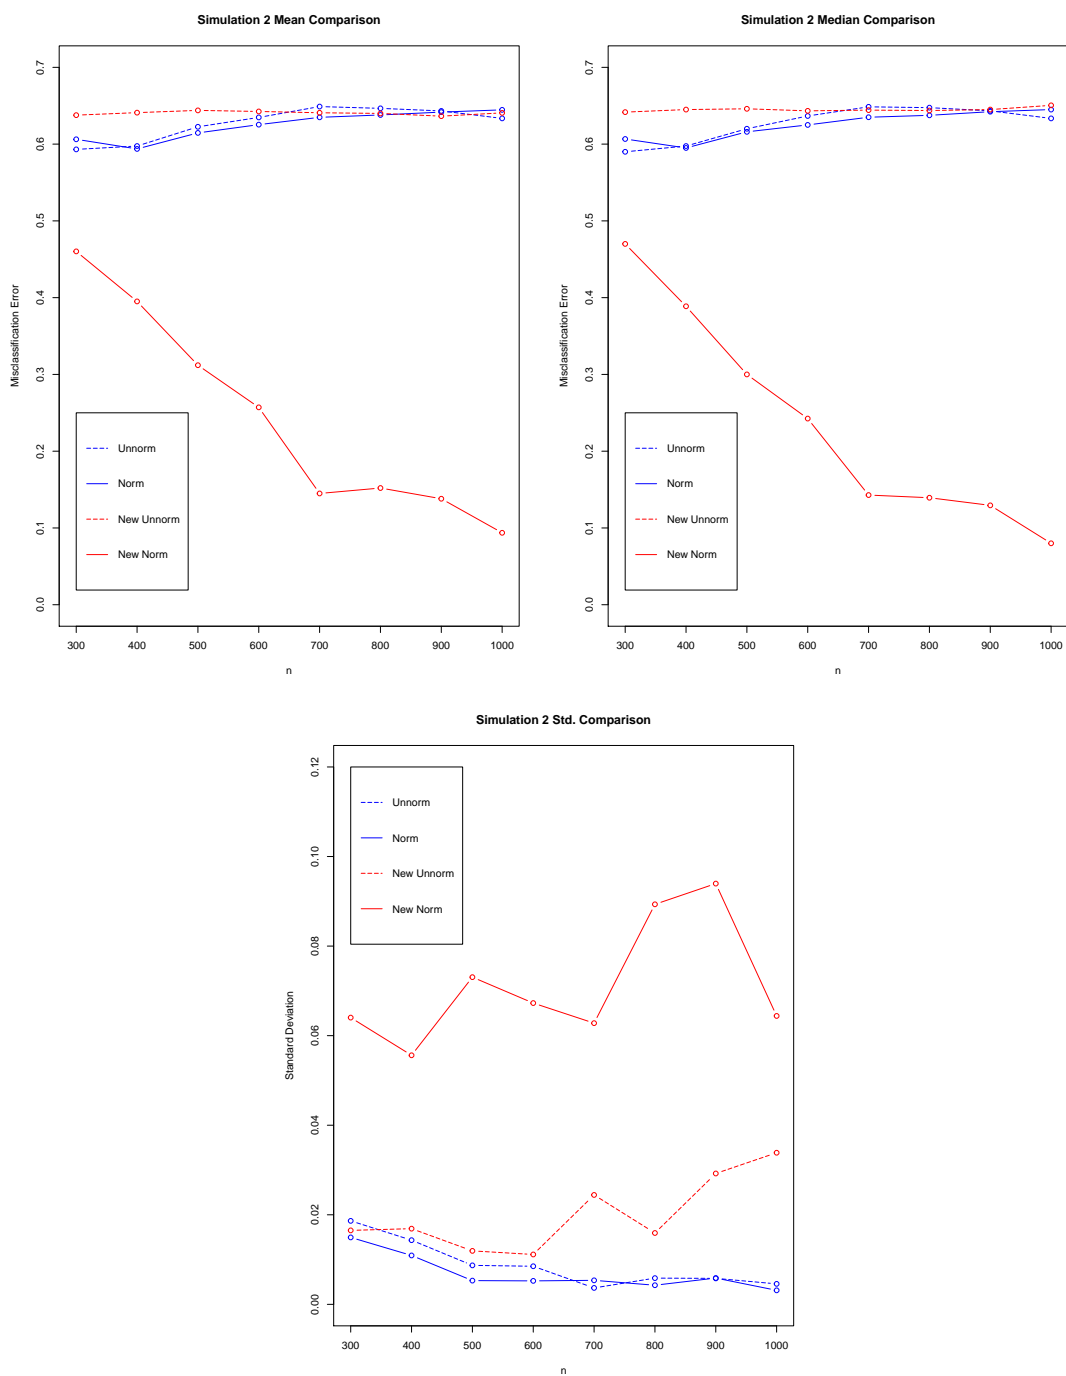 Simulation 2 Mean Comparison
Misclassification Error
0.7
0.6
0.5
0.4
0.3
0.2
0.1
0.0
Unnorm
Norm
New Unnorm
New Norm
300 400 500 600 700 800 900 1000
n
Simulation 2 Median Comparison
Misclassification Error
0.7
0.6
0.5
0.4
0.3
0.2
0.1
0.0
Unnorm
Norm
New Unnorm
New Norm
300 400 500 600 700 800 900 1000
n
Simulation 2 Std. Comparison
Standard Deviation
0.12
0.10
0.08
0.06
0.04
0.02
0.00
Unnorm
Norm
New Unnorm
New Norm
300 400 500 600 700 800 900 1000
n